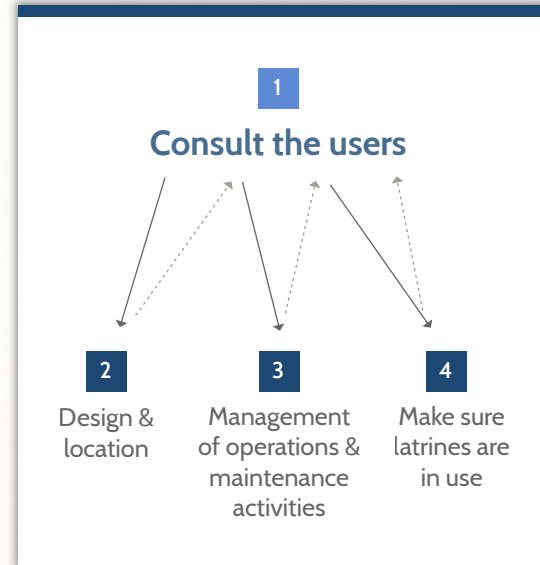 1
Consult the users
2
Design &
location
3
Management
of operations &
maintenance
activities
4
Make sure
latrines are
in use